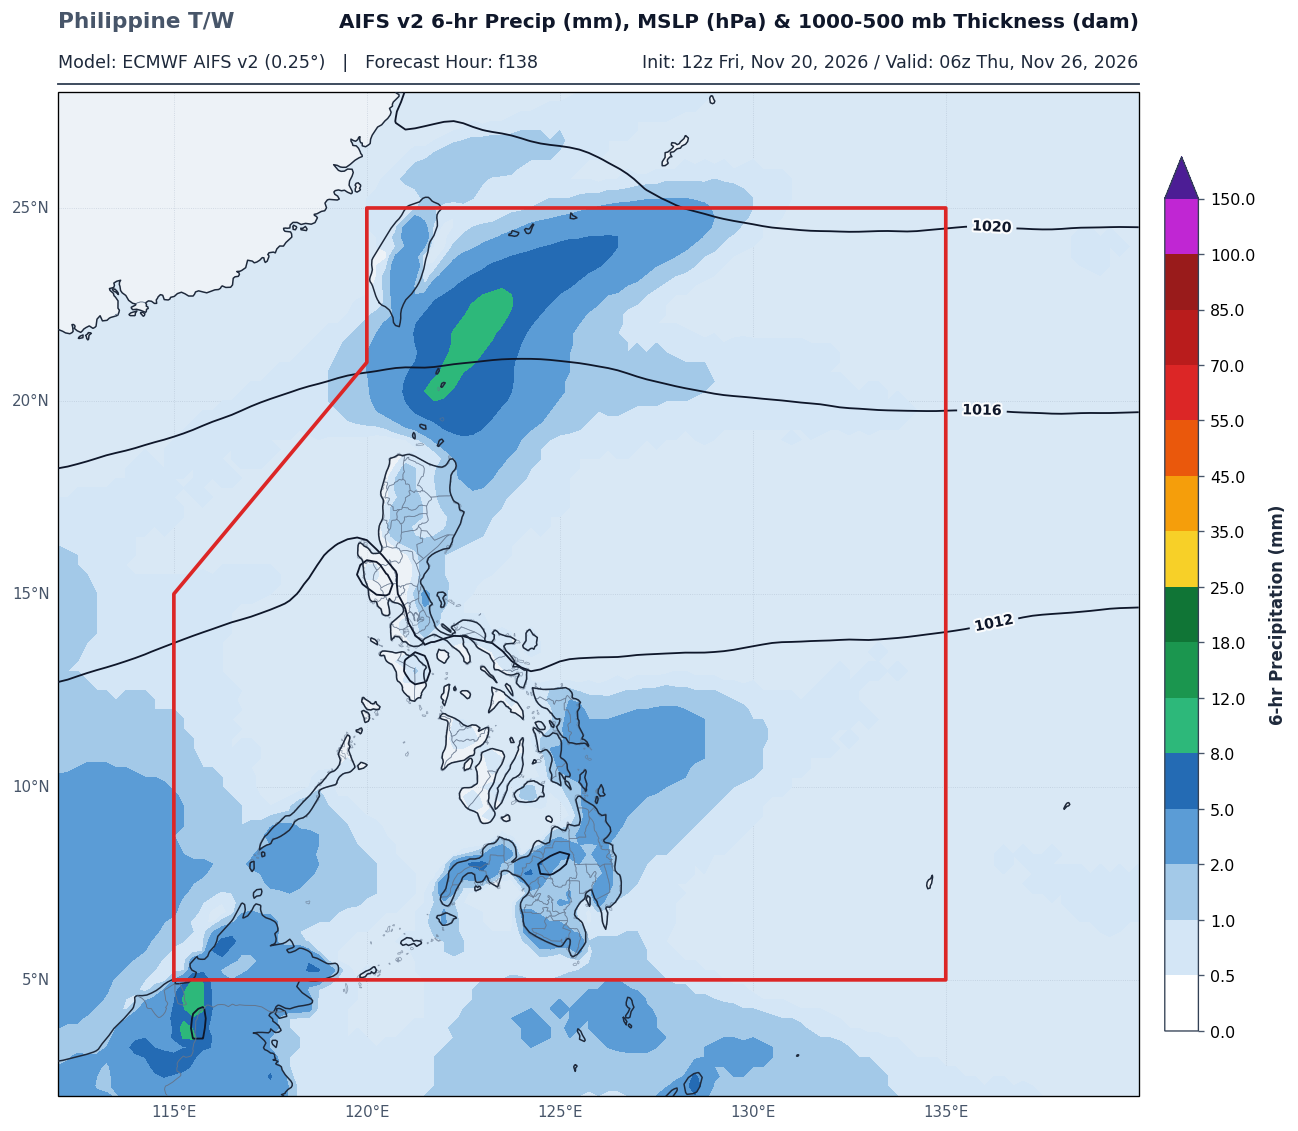 Philippine T/W
AIFS v2 6-hr Precip (mm), MSLP (hPa) & 1000-500 mb Thickness (dam)
Model: ECMWF AIFS v2 (0.25°) | Forecast Hour: f138
Init: 12z Fri, Nov 20, 2026 / Valid: 06z Thu, Nov 26, 2026
25°N
20°N
15°N
10°N
5°N
115°E
120°E
125°E
130°E
135°E
1020
1016
1012
150.0
100.0
85.0
70.0
55.0
45.0
35.0
25.0
18.0
12.0
8.0
5.0
2.0
1.0
0.5
0.0
6-hr Precipitation (mm)